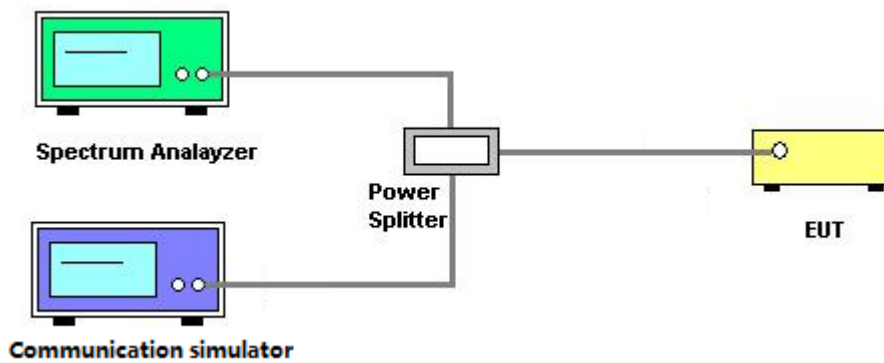 Spectrum Analayzer
Power
Splitter
EUT
Communication simulator